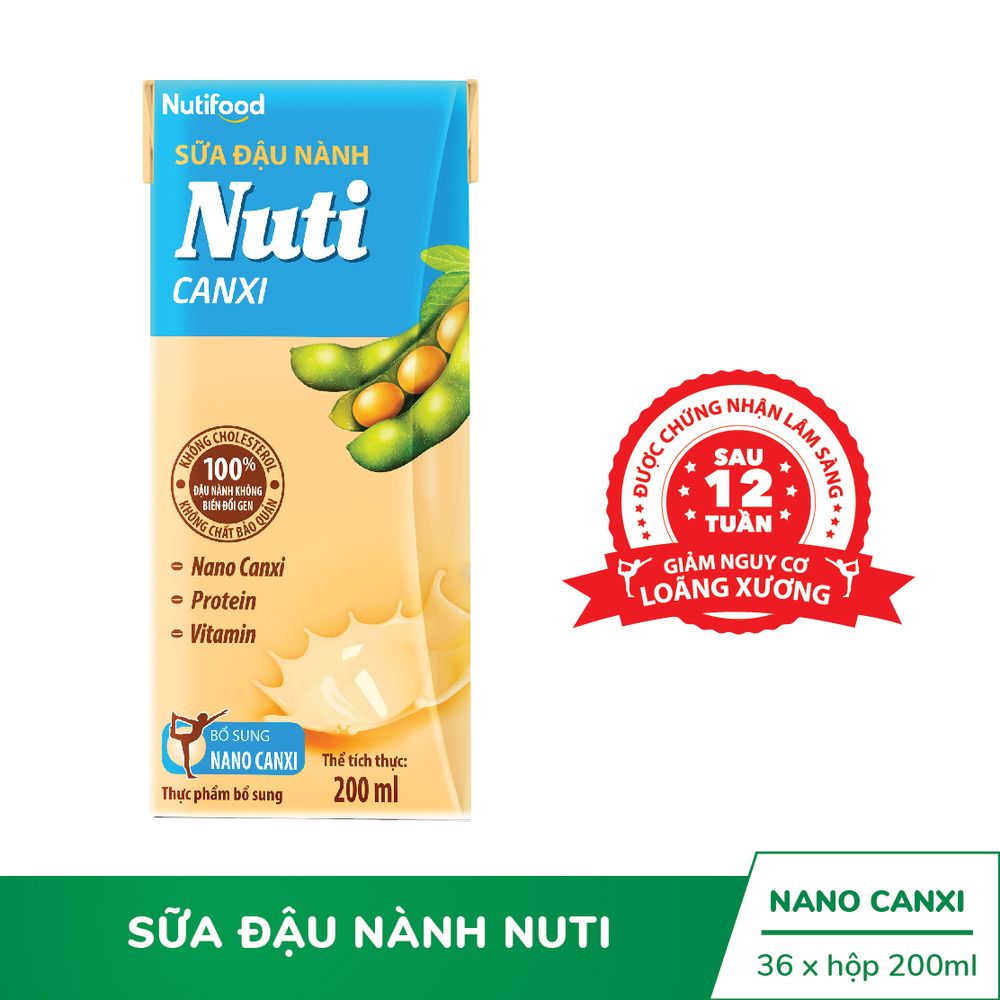 Nutifood
SỮA ĐẬU NÀNH
Nuti
CANXI
KHÔNG CHOLESTEROL
100%
ĐẬU NÀNH KHÔNG
BIẾN ĐỔI GEN
KHÔNG CHẤT BẢO QUẢN
Nano Canxi
Protein
Vitamin
BỔ SUNG
NANO CANXI
Thực phẩm bổ sung
Thể tích thực:
200 ml
ĐƯỢC CHỨNG NHẬN LÂM SÀNG
SAU
12
TUẦN
GIẢM NGUY CƠ
LOÃNG XƯƠNG
SỮA ĐẬU NÀNH NUTI
NANO CANXI
36 x hộp 200ml